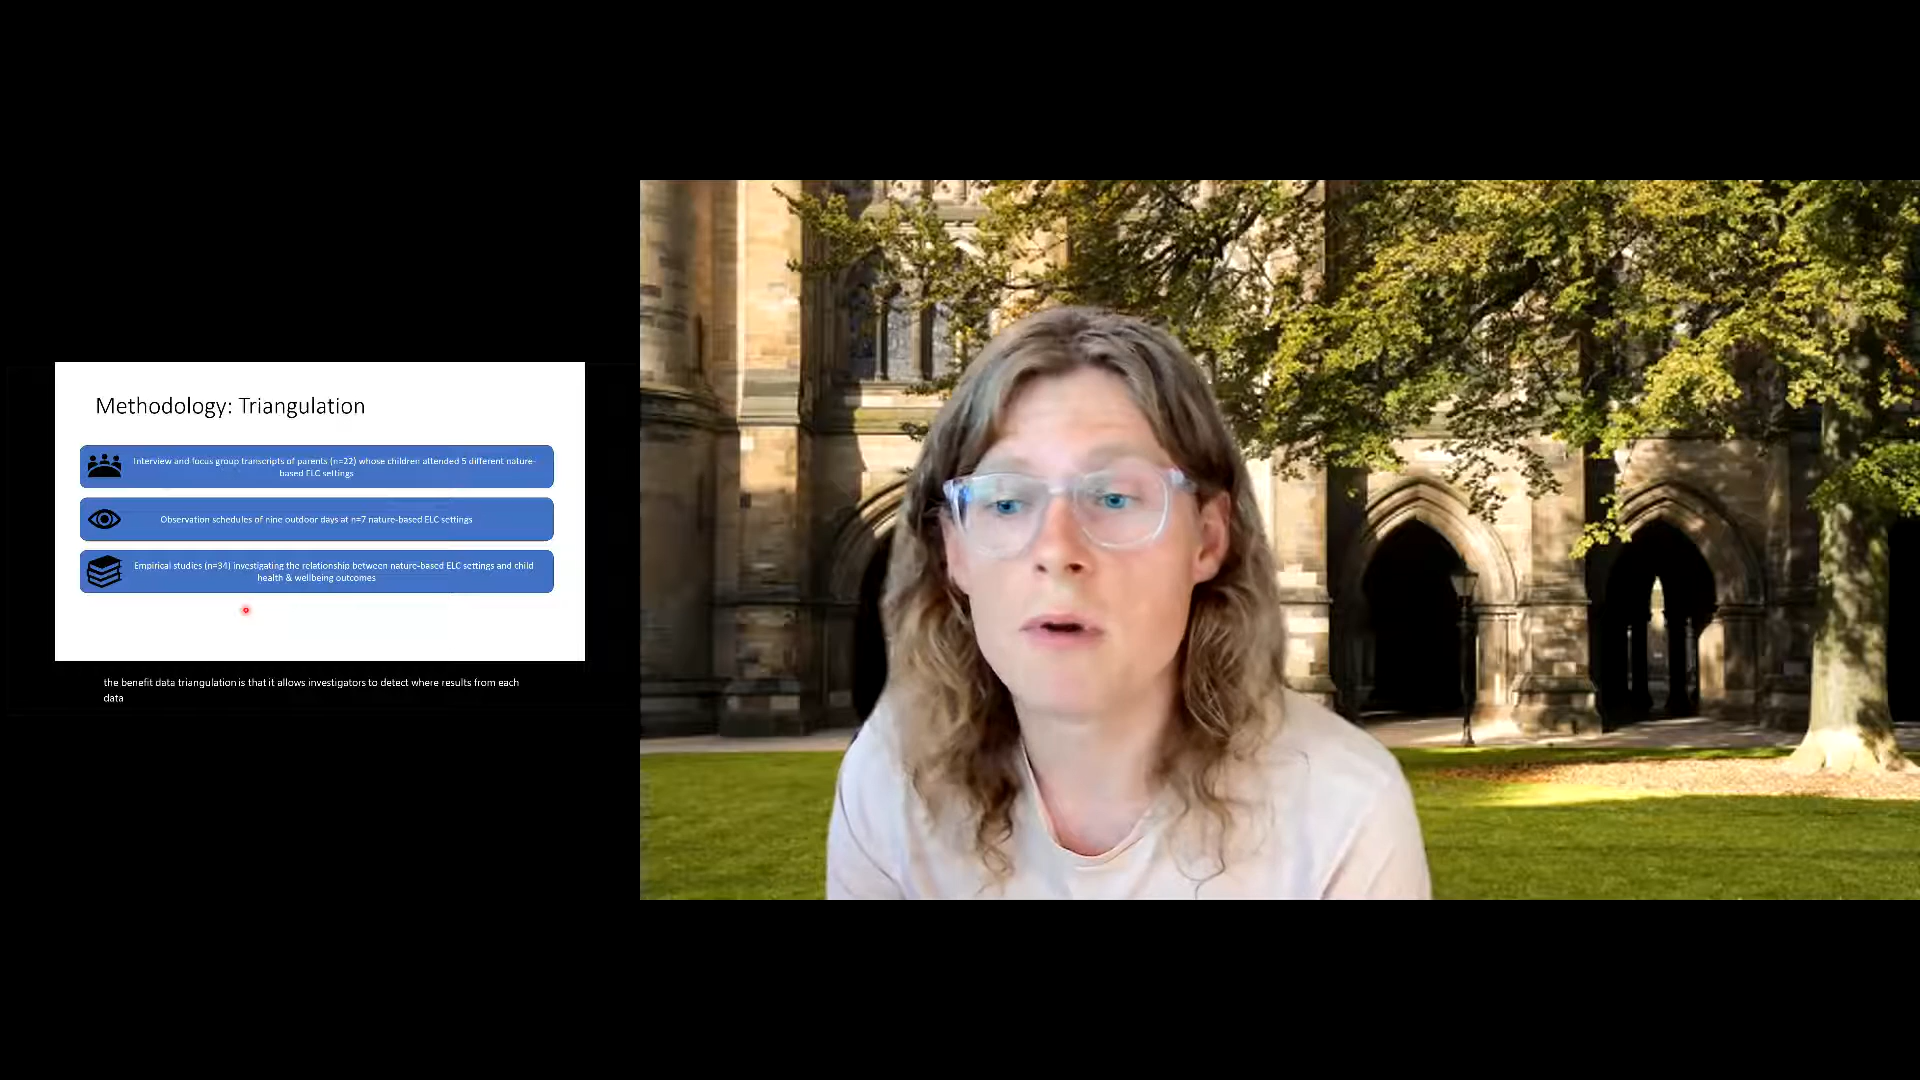 Methodology: Triangulation
Interview and focus group transcripts of parents (n=22) whose children attended 5 different nature-
based ELC settings
Observation schedules of nine outdoor days at n=7 nature-based ELC settings
Empirical studies (n=34) investigating the relationship between nature-based ELC settings and child
health & wellbeing outcomes
the benefit data triangulation is that it allows investigators to detect where results from each
data